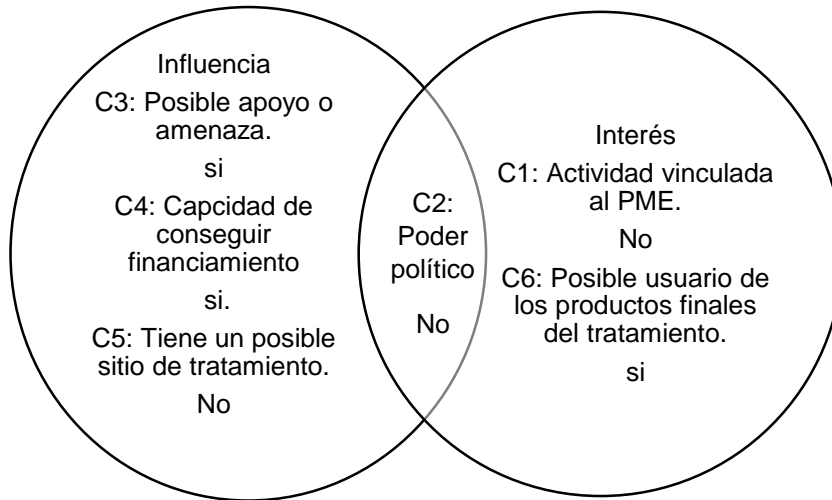 Influencia
C3: Posible apoyo o
amenaza.
si
C4: Capcidad de
conseguir
financiamiento
si.
C5: Tiene un posible
sitio de tratamiento.
No
C2:
Poder
político
No
Interés
C1: Actividad vinculada
al PME.
No
C6: Posible usuario de
los productos finales
del tratamiento.
si